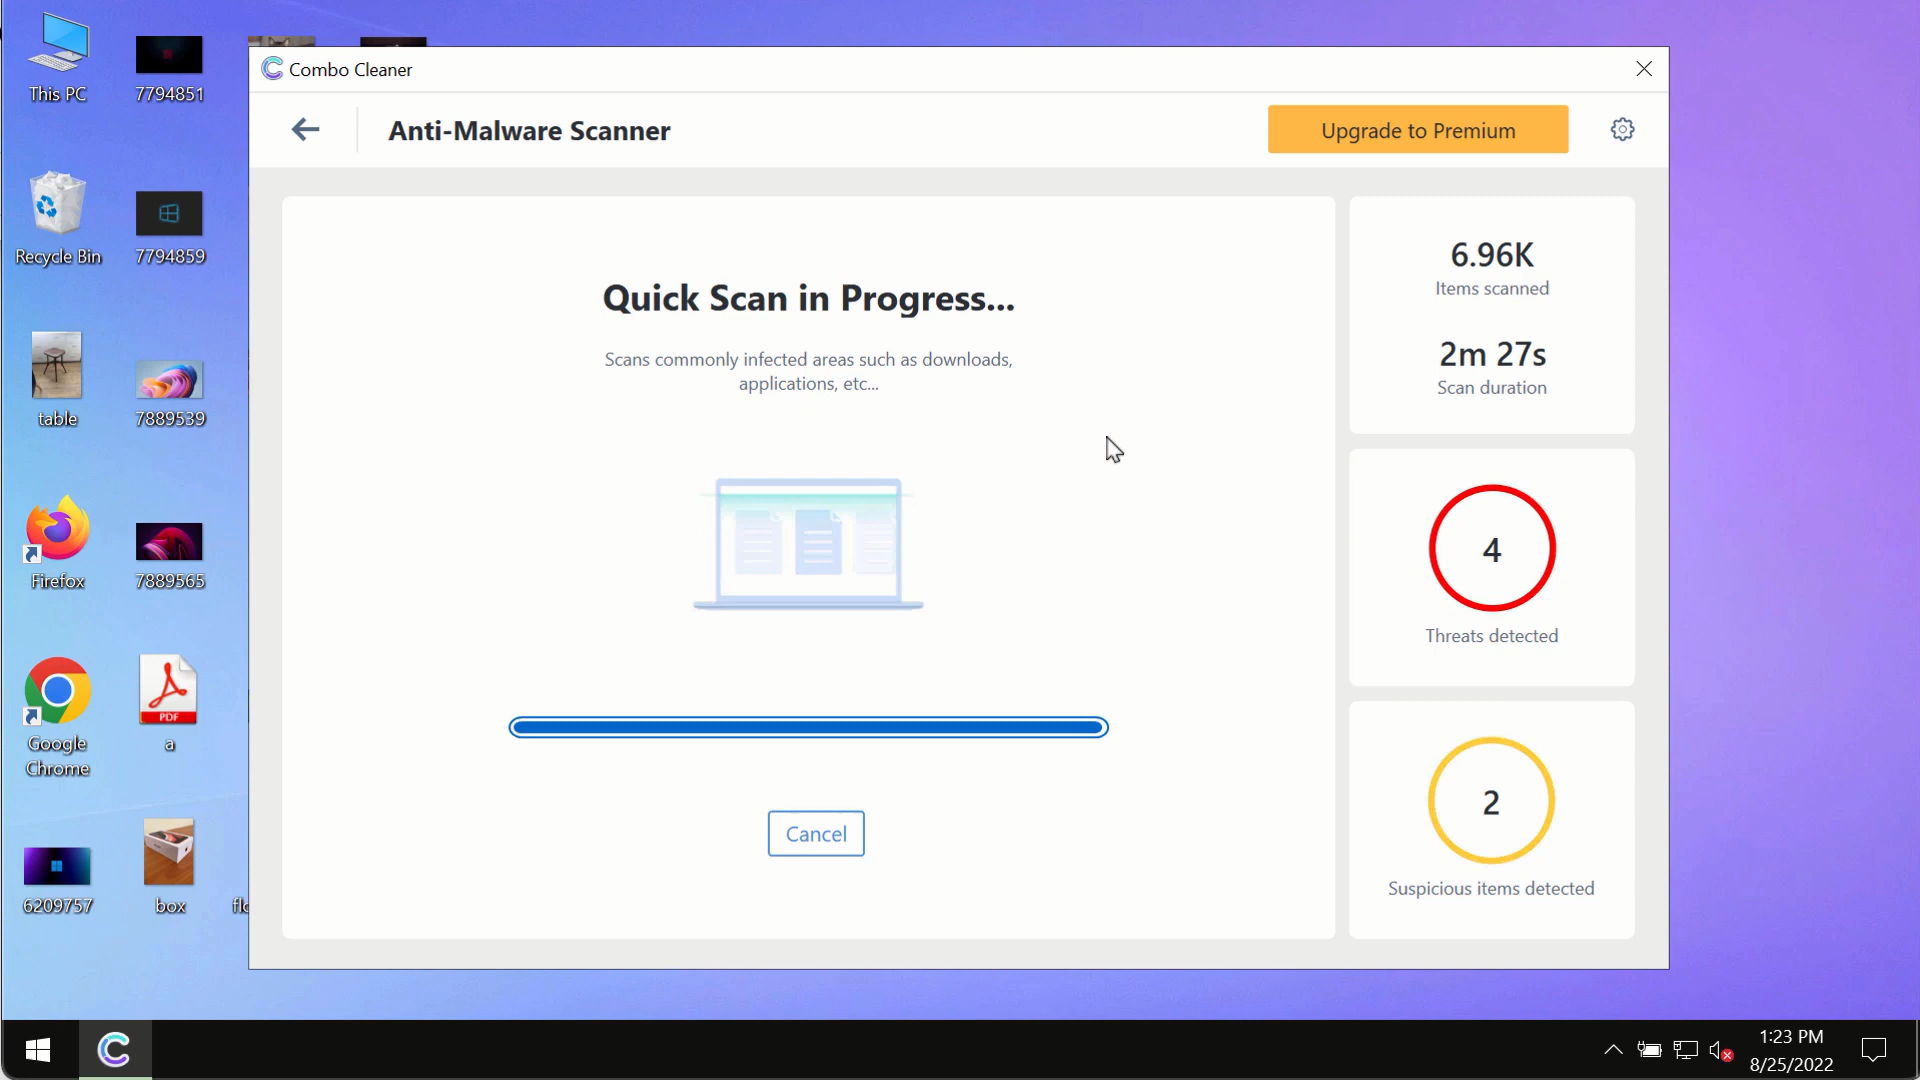 This PC
7794851
Recycle Bin
7794859
table
7889539
Firefox
7889565
Google
Chrome
PDF
a
6209757
box
Combo Cleaner
Anti-Malware Scanner
Upgrade to Premium
Quick Scan in Progress...
Scans commonly infected areas such as downloads,
applications, etc...
Cancel
6.96K
Items scanned
2m 27s
Scan duration
4
Threats detected
2
Suspicious items detected
1:23 PM
8/25/2022